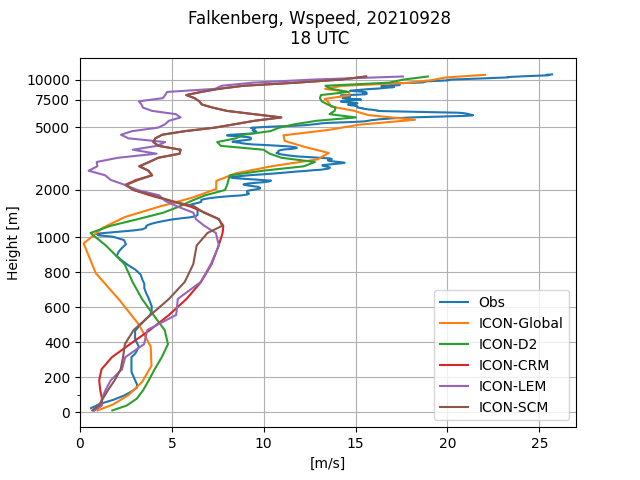 Falkenberg, Wspeed, 20210928
18 UTC
Height [m]
10000
7500
5000
2000
1000
800
600
400
200
0
0 5 10 15 20 25
[m/s]
Obs
ICON-Global
ICON-D2
ICON-CRM
ICON-LEM
ICON-SCM